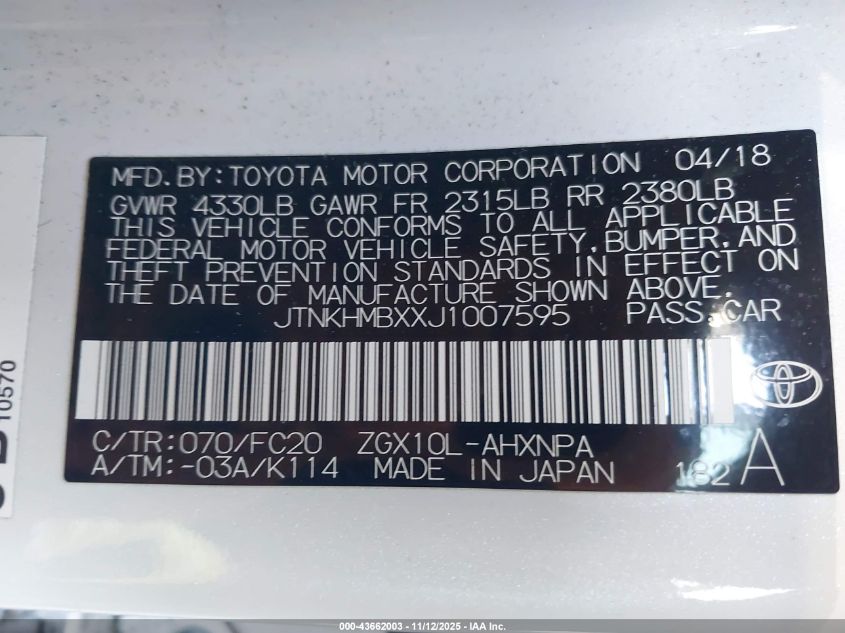 MFD.BY:TOYOTA MOTOR CORPORATION 04/18
GVWR 4330LB GAWR FR 2315LB RR 2380LB
THIS VEHICLE CONFORMS TO ALL APPLICABLE
FEDERAL MOTOR VEHICLE SAFETY,BUMPER,AND
THEFT PREVENTION STANDARDS IN EFFECT ON
THE DATE OF MANUFACTURE SHOWN ABOVE.
JTNKHMBXXJ1007595 PASS.CAR
C/TR:070/FC20 ZGX10L-AHXNPA
A/TM:-03A/K114 MADE IN JAPAN 182 A
10570
000-43662003 - 11/12/2025 - IAA Inc.